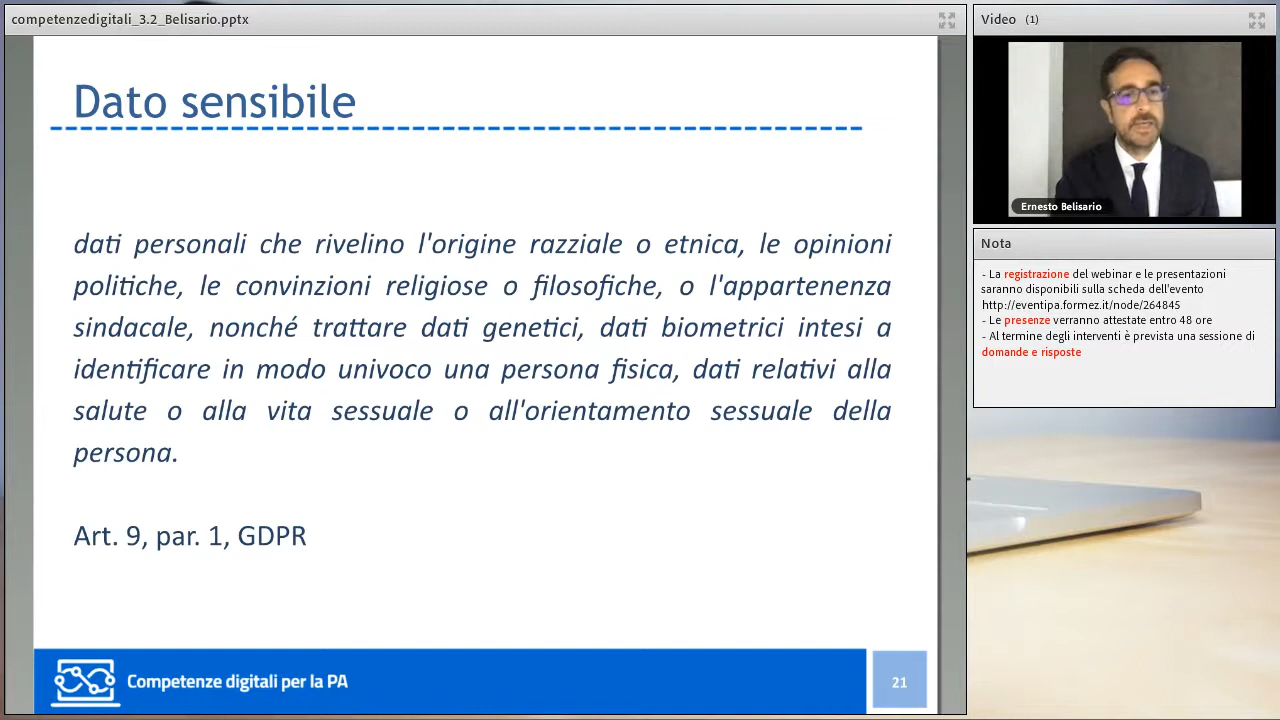 competenzedigitali_3.2_Belisario.pptx
Dato sensibile
dati personali che rivelino l'origine razziale o etnica, le opinioni
politiche, le convinzioni religiose o filosofiche, o l'appartenenza
sindacale, nonché trattare dati genetici, dati biometrici intesi a
identificare in modo univoco una persona fisica, dati relativi alla
salute o alla vita sessuale o all'orientamento sessuale della
persona.
Art. 9, par. 1, GDPR
Competenze digitali per la PA
21
Video (1)
Ernesto Belisario
Nota
- La registrazione del webinar e le presentazioni
saranno disponibili sulla scheda dell'evento
http://eventipa.formez.it/node/264845
- Le presenze verranno attestate entro 48 ore
- Al termine degli interventi è prevista una sessione di
domande e risposte